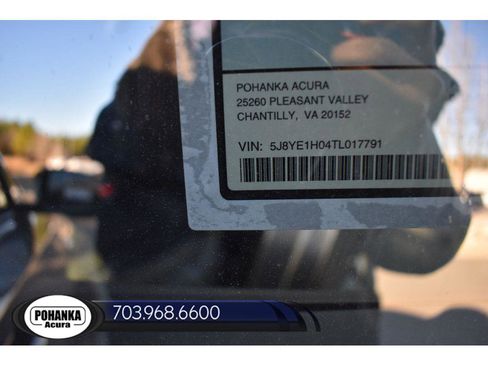 POHANKA ACURA
25260 PLEASANT VALLEY
CHANTILLY, VA 20152
VIN: 5J8YE1H04TL017791
POHANKA
Acura
703.968.6600